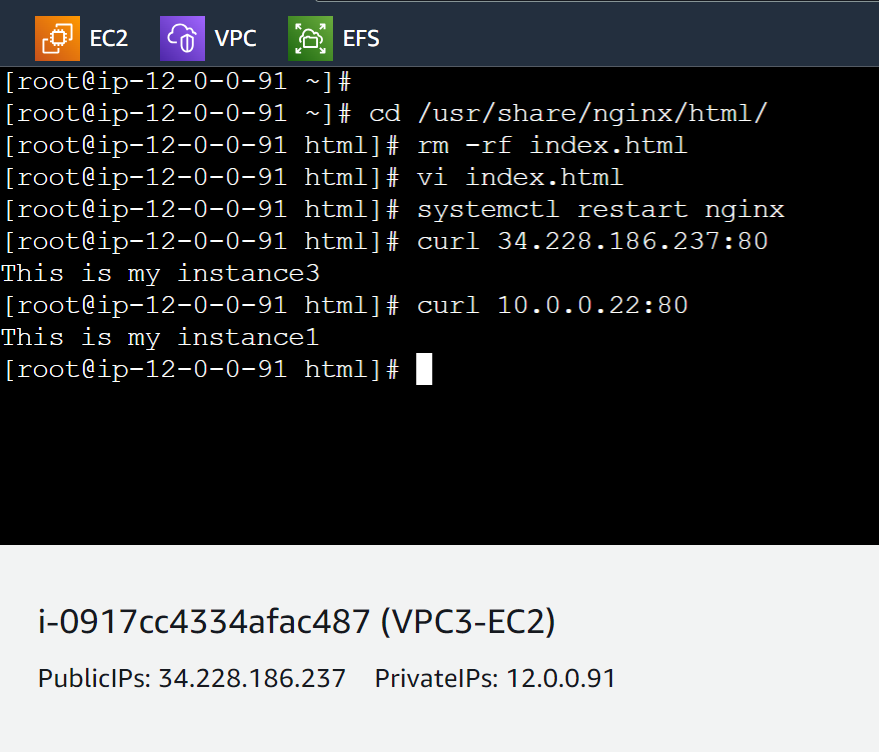 EC2 VPC EFS
[root@ip-12-0-0-91 ~]#
[root@ip-12-0-0-91 ~]# cd /usr/share/nginx/html/
[root@ip-12-0-0-91 html]# rm -rf index.html
[root@ip-12-0-0-91 html]# vi index.html
[root@ip-12-0-0-91 html]# systemctl restart nginx
[root@ip-12-0-0-91 html]# curl 34.228.186.237:80
This is my instance3
[root@ip-12-0-0-91 html]# curl 10.0.0.22:80
This is my instance1
[root@ip-12-0-0-91 html]#
i-0917cc4334afac487 (VPC3-EC2)
PublicIPs: 34.228.186.237 PrivateIPs: 12.0.0.91